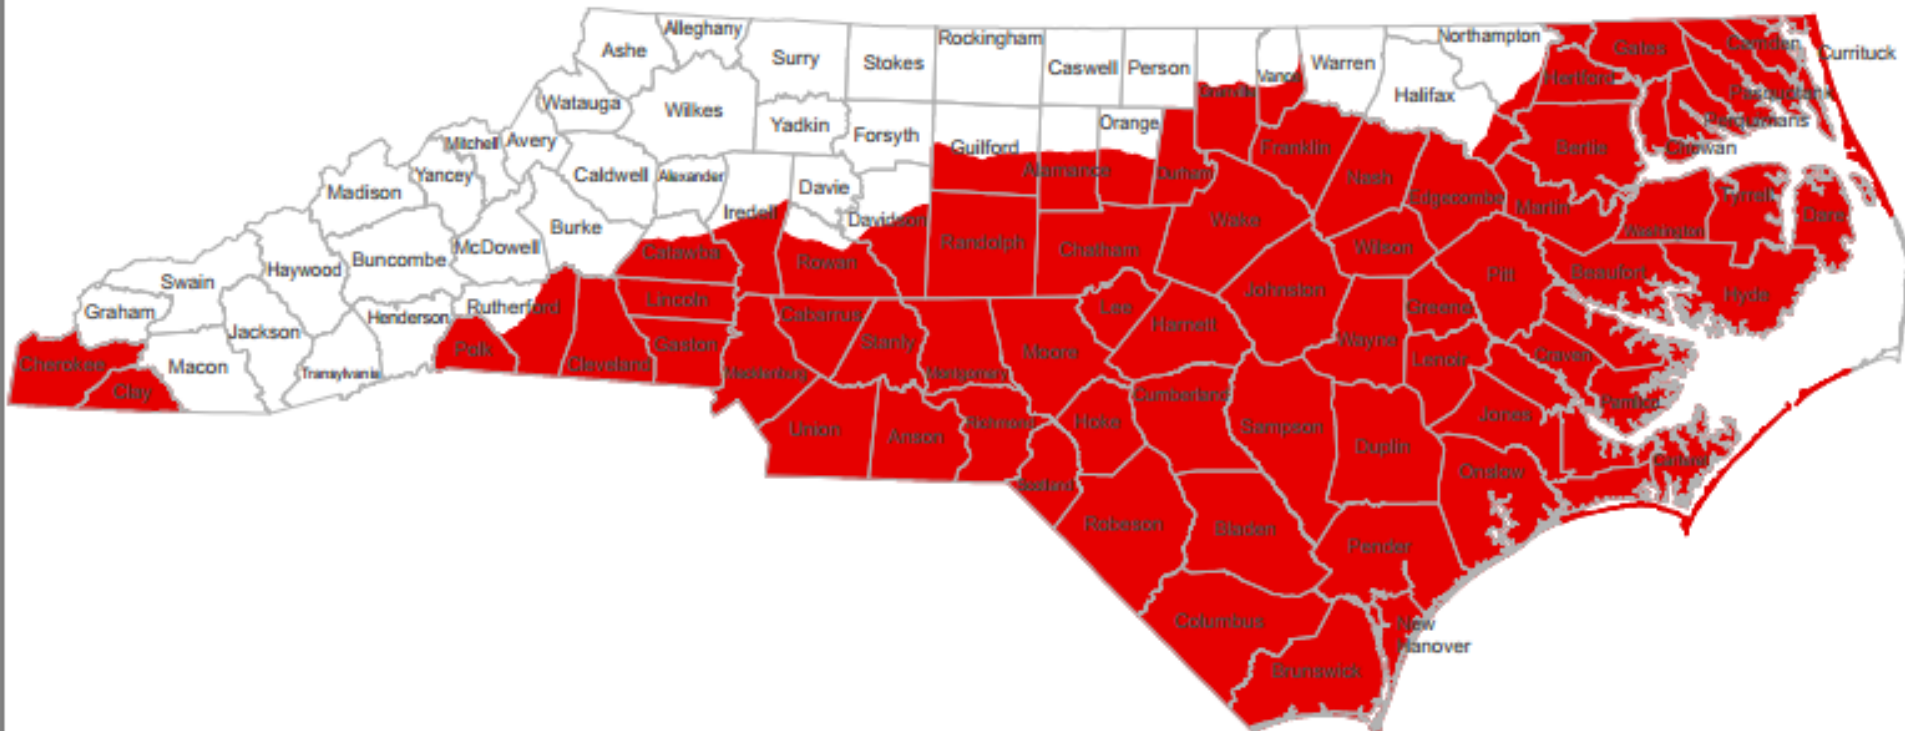 Alleghany
Ashe
Surry
Stokes
Rockingham
Caswell
Person
Vance
Warren
Northampton
Halifax
Gates
Camden
Currituck
Hertford
Pasquotank
Perquimans
Chowan
Bertie
Watauga
Wilkes
Yadkin
Forsyth
Guilford
Orange
Granville
Franklin
Mitchell
Avery
Yancey
Caldwell
Alexander
Davie
Iredell
Davidson
Alamance
Durham
Nash
Edgecombe
Martin
Washington
Tyrrell
Dare
Madison
Burke
McDowell
Buncombe
Haywood
Swain
Graham
Catawba
Rowan
Randolph
Chatham
Wake
Wilson
Pitt
Beaufort
Hyde
Rutherford
Henderson
Jackson
Macon
Transylvania
Cherokee
Clay
Polk
Cleveland
Lincoln
Gaston
Cabarrus
Stanly
Mecklenburg
Montgomery
Moore
Lee
Harnett
Johnston
Wayne
Greene
Lenoir
Craven
Pamlico
Jones
Carteret
Union
Anson
Richmond
Hoke
Cumberland
Sampson
Duplin
Onslow
Scotland
Robeson
Bladen
Pender
Columbus
New
Hanover
Brunswick